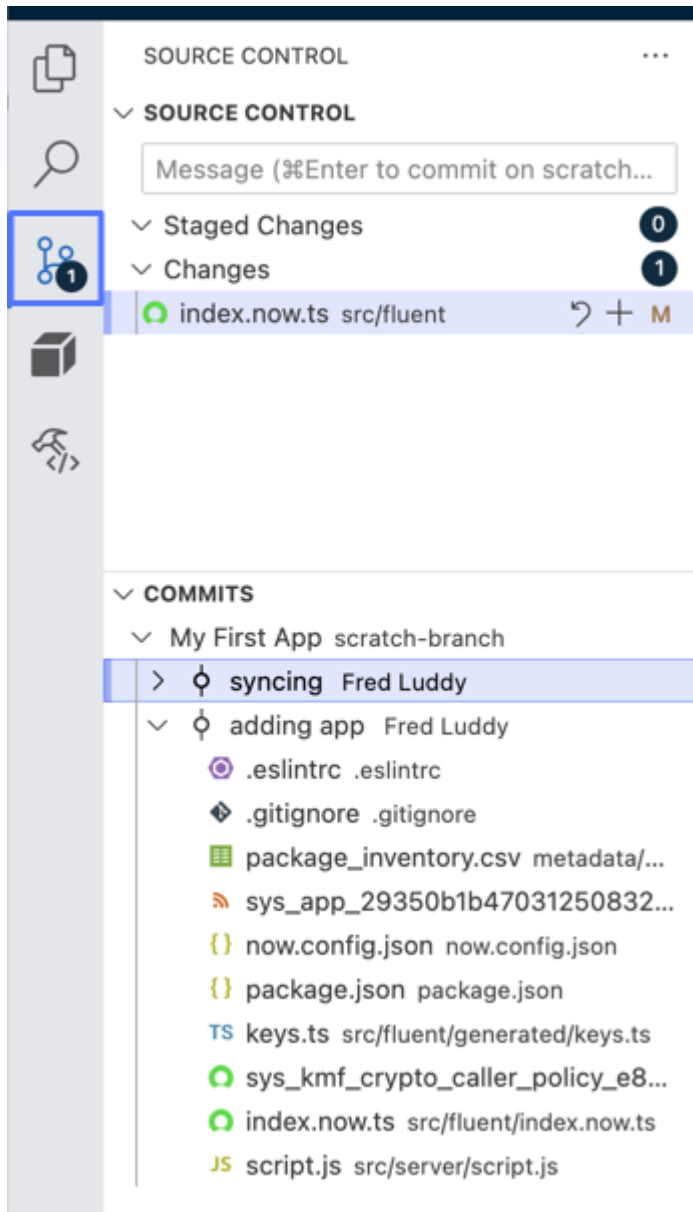 SOURCE CONTROL ...
SOURCE CONTROL
Message (⌘Enter to commit on scratch...
Staged Changes 0
Changes 1
1
index.now.ts src/fluent M
COMMITS
My First App scratch-branch
syncing Fred Luddy
adding app Fred Luddy
.eslintrc .eslintrc
.gitignore .gitignore
package_inventory.csv metadata/...
sys_app_29350b1b47031250832...
{} now.config.json now.config.json
{} package.json package.json
TS keys.ts src/fluent/generated/keys.ts
sys_kmf_crypto_caller_policy_e8...
index.now.ts src/fluent/index.now.ts
JS script.js src/server/script.js